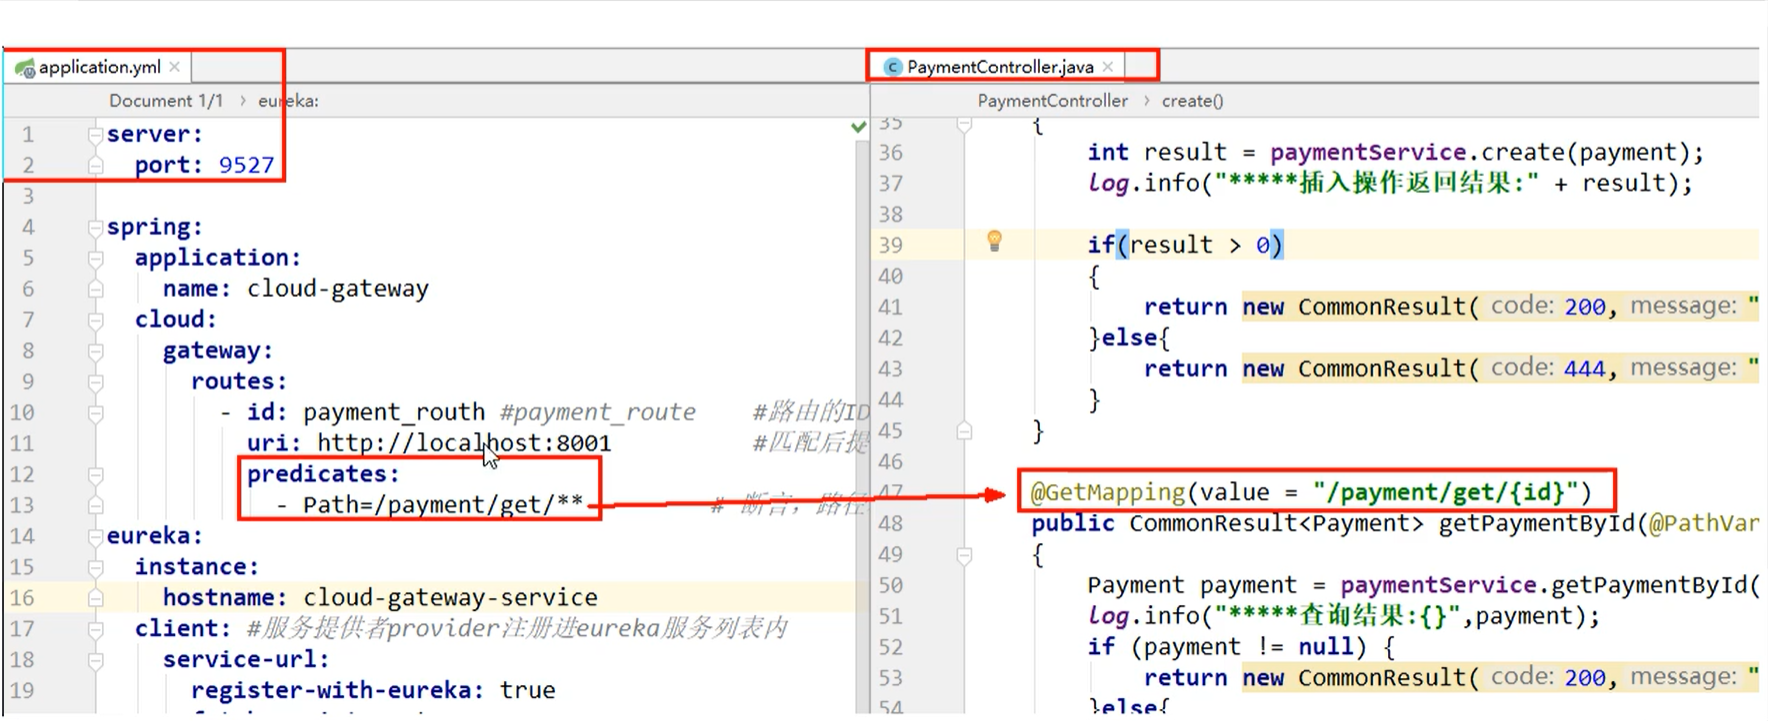 application.yml
Document 1/1 › eureka:
1 server:
2 port: 9527
3
4 spring:
5 application:
6 name: cloud-gateway
7 cloud:
8 gateway:
9 routes:
10 - id: payment_routh #payment_route #路由的ID
11 uri: http://localhost:8001 #匹配后提
12 predicates:
13 - Path=/payment/get/** # 断言，路径
14 eureka:
15 instance:
16 hostname: cloud-gateway-service
17 client: #服务提供者provider注册进eureka服务列表内
18 service-url:
19 register-with-eureka: true
PaymentController.java
PaymentController › create()
35 {
36 int result = paymentService.create(payment);
37 log.info("*****插入操作返回结果:" + result);
38
39 if(result > 0)
40 {
41 return new CommonResult( code: 200, message: "
42 }else{
43 return new CommonResult( code: 444, message: "
44 }
45 }
46
47 @GetMapping(value = "/payment/get/{id}")
48 public CommonResult<Payment> getPaymentById(@PathVar
49 {
50 Payment payment = paymentService.getPaymentById(
51 log.info("*****查询结果:{}",payment);
52 if (payment != null) {
53 return new CommonResult( code: 200, message: "
54 }else{